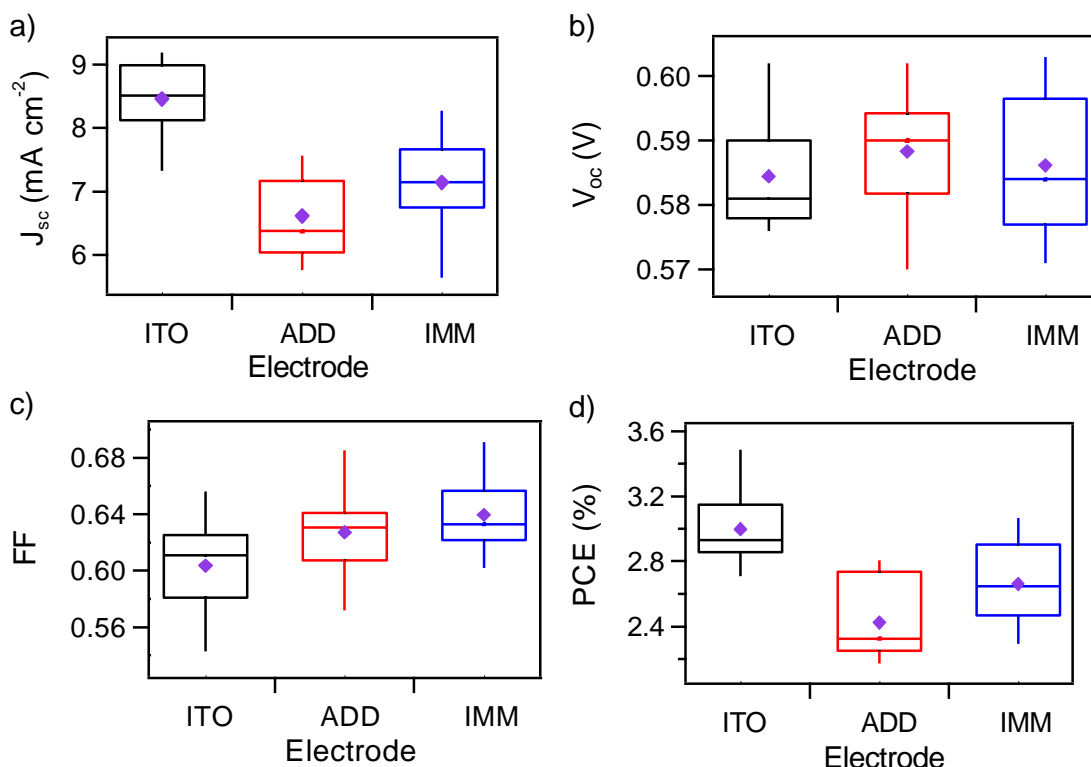 a)
J_sc (mA cm^-2)
9
8
7
6
ITO ADD IMM
Electrode
b)
V_oc (V)
0.60
0.59
0.58
0.57
ITO ADD IMM
Electrode
c)
FF
0.68
0.64
0.60
0.56
ITO ADD IMM
Electrode
d)
PCE (%)
3.6
3.2
2.8
2.4
ITO ADD IMM
Electrode